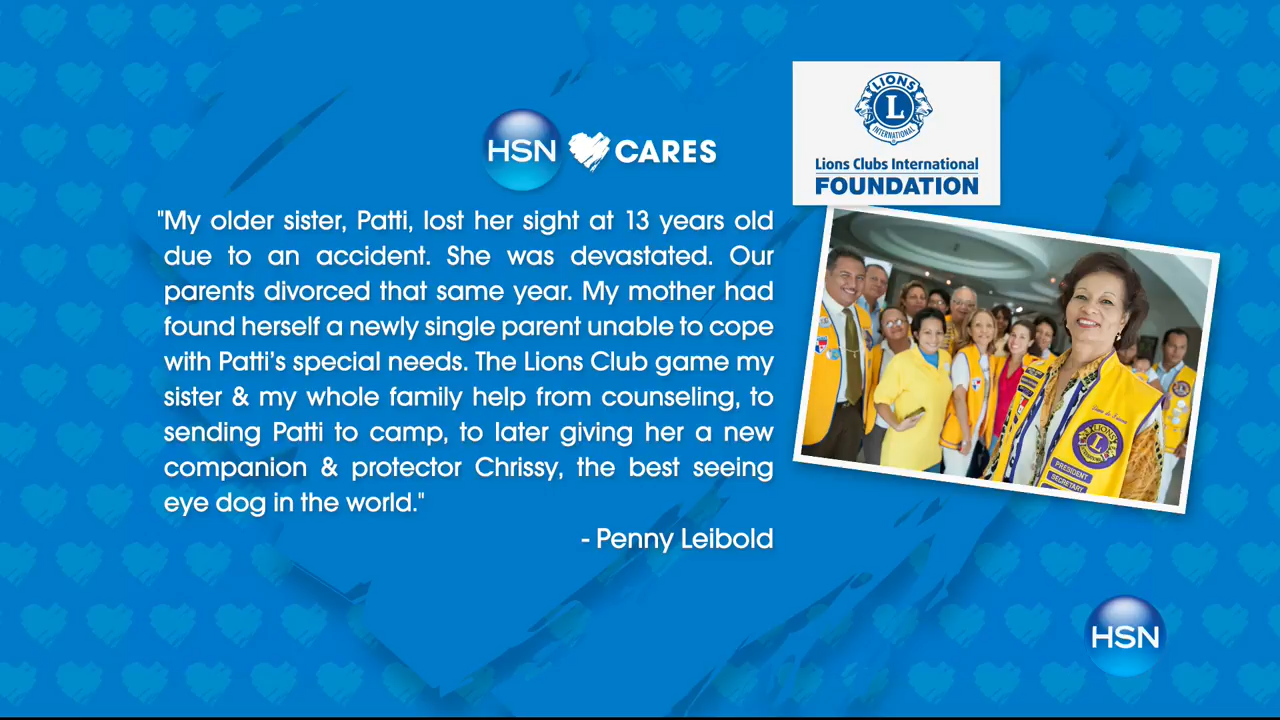 HSN CARES
LIONS
L
INTERNATIONAL
Lions Clubs International
FOUNDATION
"My older sister, Patti, lost her sight at 13 years old
due to an accident. She was devastated. Our
parents divorced that same year. My mother had
found herself a newly single parent unable to cope
with Patti’s special needs. The Lions Club game my
sister & my whole family help from counseling, to
sending Patti to camp, to later giving her a new
companion & protector Chrissy, the best seeing
eye dog in the world."
- Penny Leibold
LIONS
L
PRESIDENT
SECRETARY
HSN